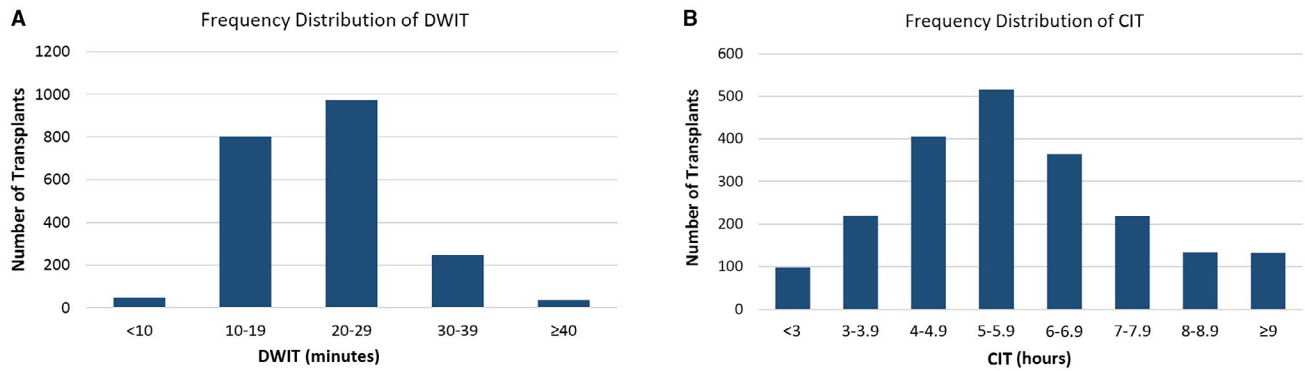 A
Frequency Distribution of DWIT
1200
1000
800
600
400
200
0
Number of Transplants
<10 10-19 20-29 30-39 ≥40
DWIT (minutes)
B
Frequency Distribution of CIT
600
500
400
300
200
100
0
Number of Transplants
<3 3-3.9 4-4.9 5-5.9 6-6.9 7-7.9 8-8.9 ≥9
CIT (hours)